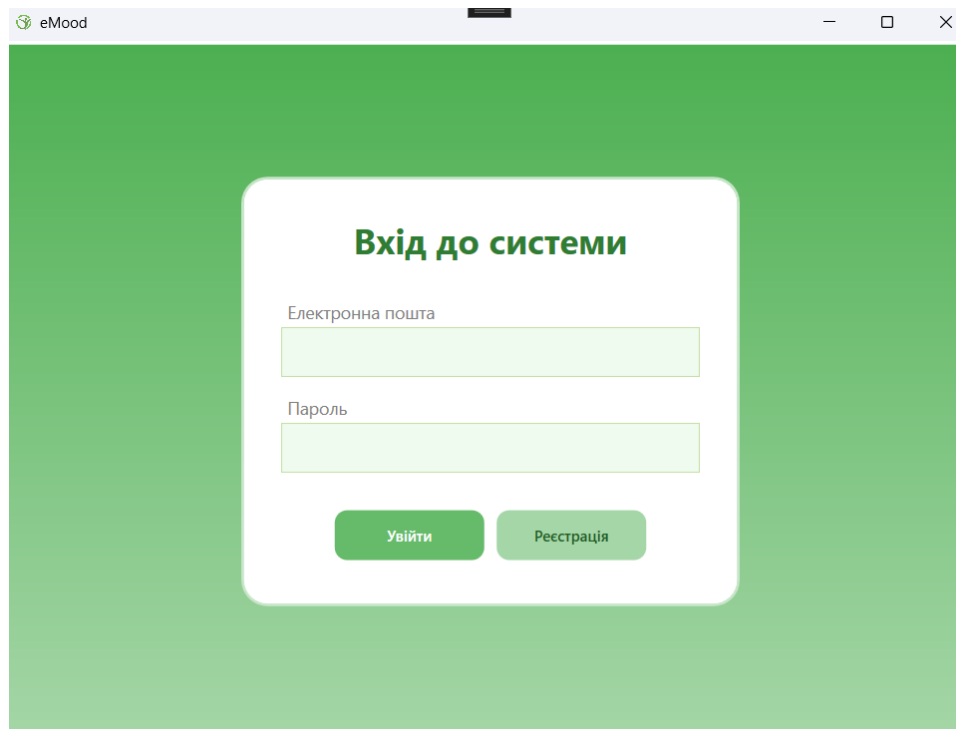 eMood
Вхід до системи
Електронна пошта
Пароль
Увійти
Реєстрація